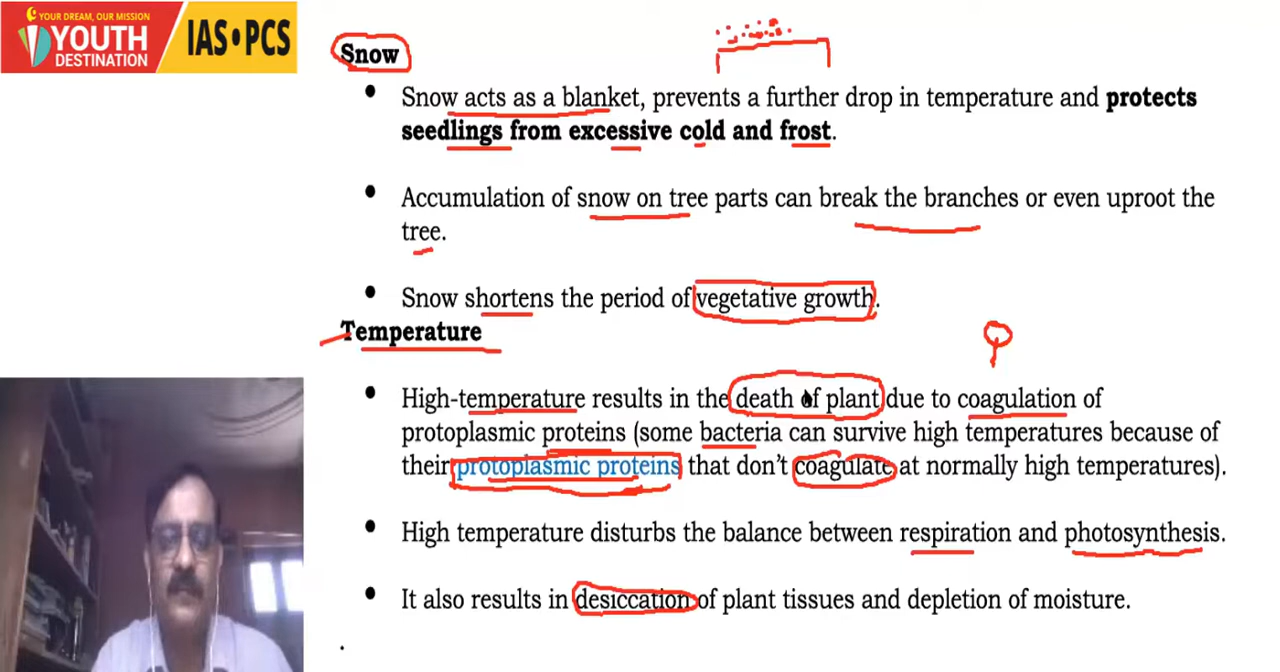 YOUR DREAM, OUR MISSION
YOUTH
DESTINATION
IAS•PCS
Snow
• Snow acts as a blanket, prevents a further drop in temperature and protects
seedlings from excessive cold and frost.
• Accumulation of snow on tree parts can break the branches or even uproot the
tree.
• Snow shortens the period of vegetative growth.
Temperature
• High-temperature results in the death of plant due to coagulation of
protoplasmic proteins (some bacteria can survive high temperatures because of
their protoplasmic proteins that don't coagulate at normally high temperatures).
• High temperature disturbs the balance between respiration and photosynthesis.
• It also results in desiccation of plant tissues and depletion of moisture.
.